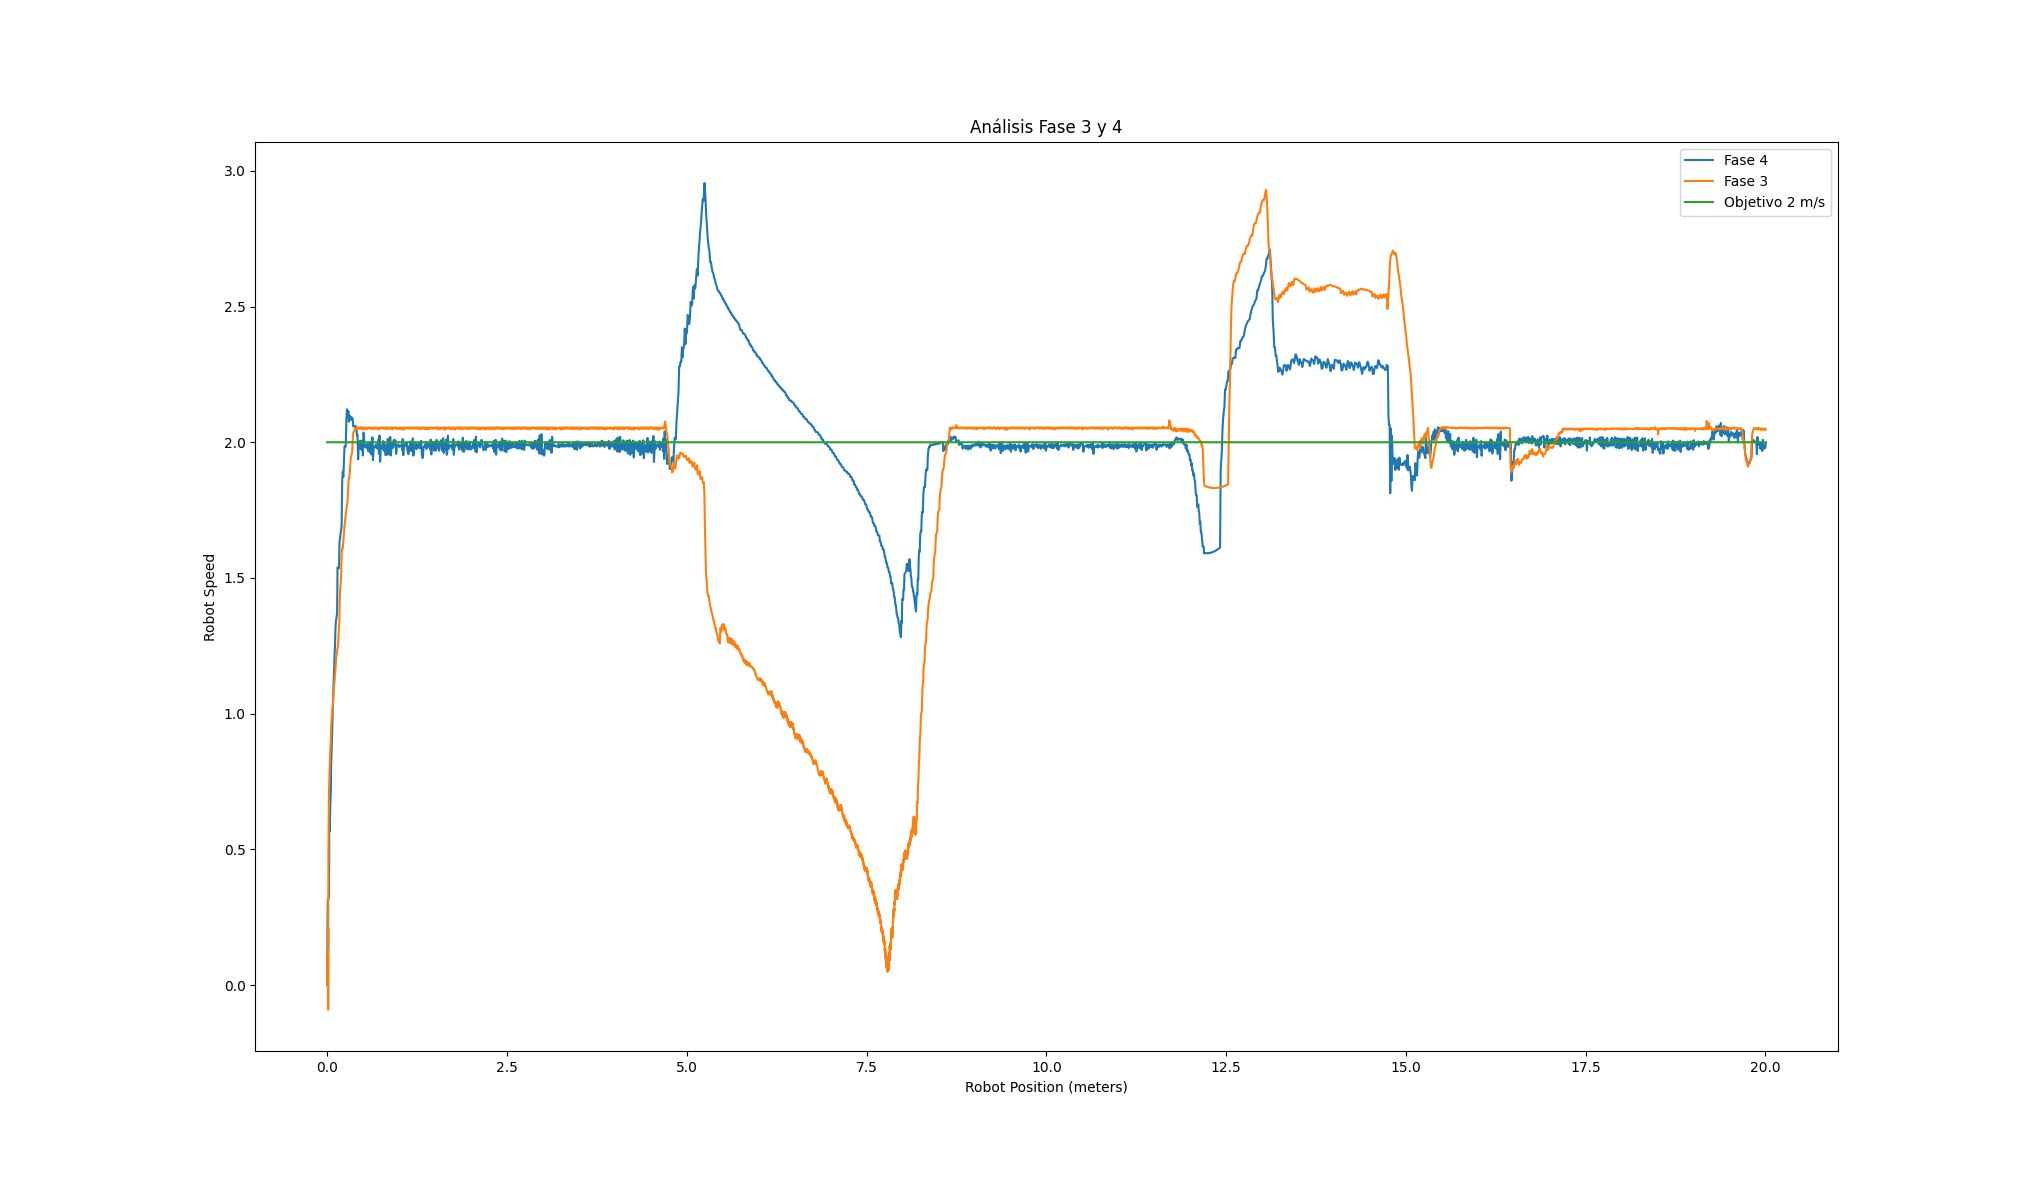 Análisis Fase 3 y 4
Fase 4
Fase 3
Objetivo 2 m/s
Robot Speed
3.0
2.5
2.0
1.5
1.0
0.5
0.0
0.0 2.5 5.0 7.5 10.0 12.5 15.0 17.5 20.0
Robot Position (meters)